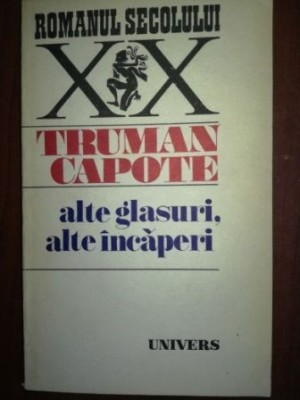 ROMANUL SECOLULUI
XX
TRUMAN
CAPOTE
alte glasuri,
alte încăperi
UNIVERS